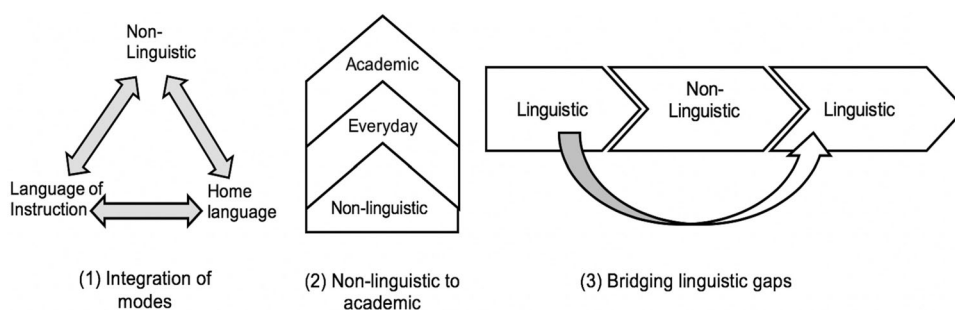 Non-
Linguistic
Language of
Instruction
Home
language
(1) Integration of
modes
Academic
Everyday
Non-linguistic
(2) Non-linguistic to
academic
Linguistic
Non-
Linguistic
Linguistic
(3) Bridging linguistic gaps